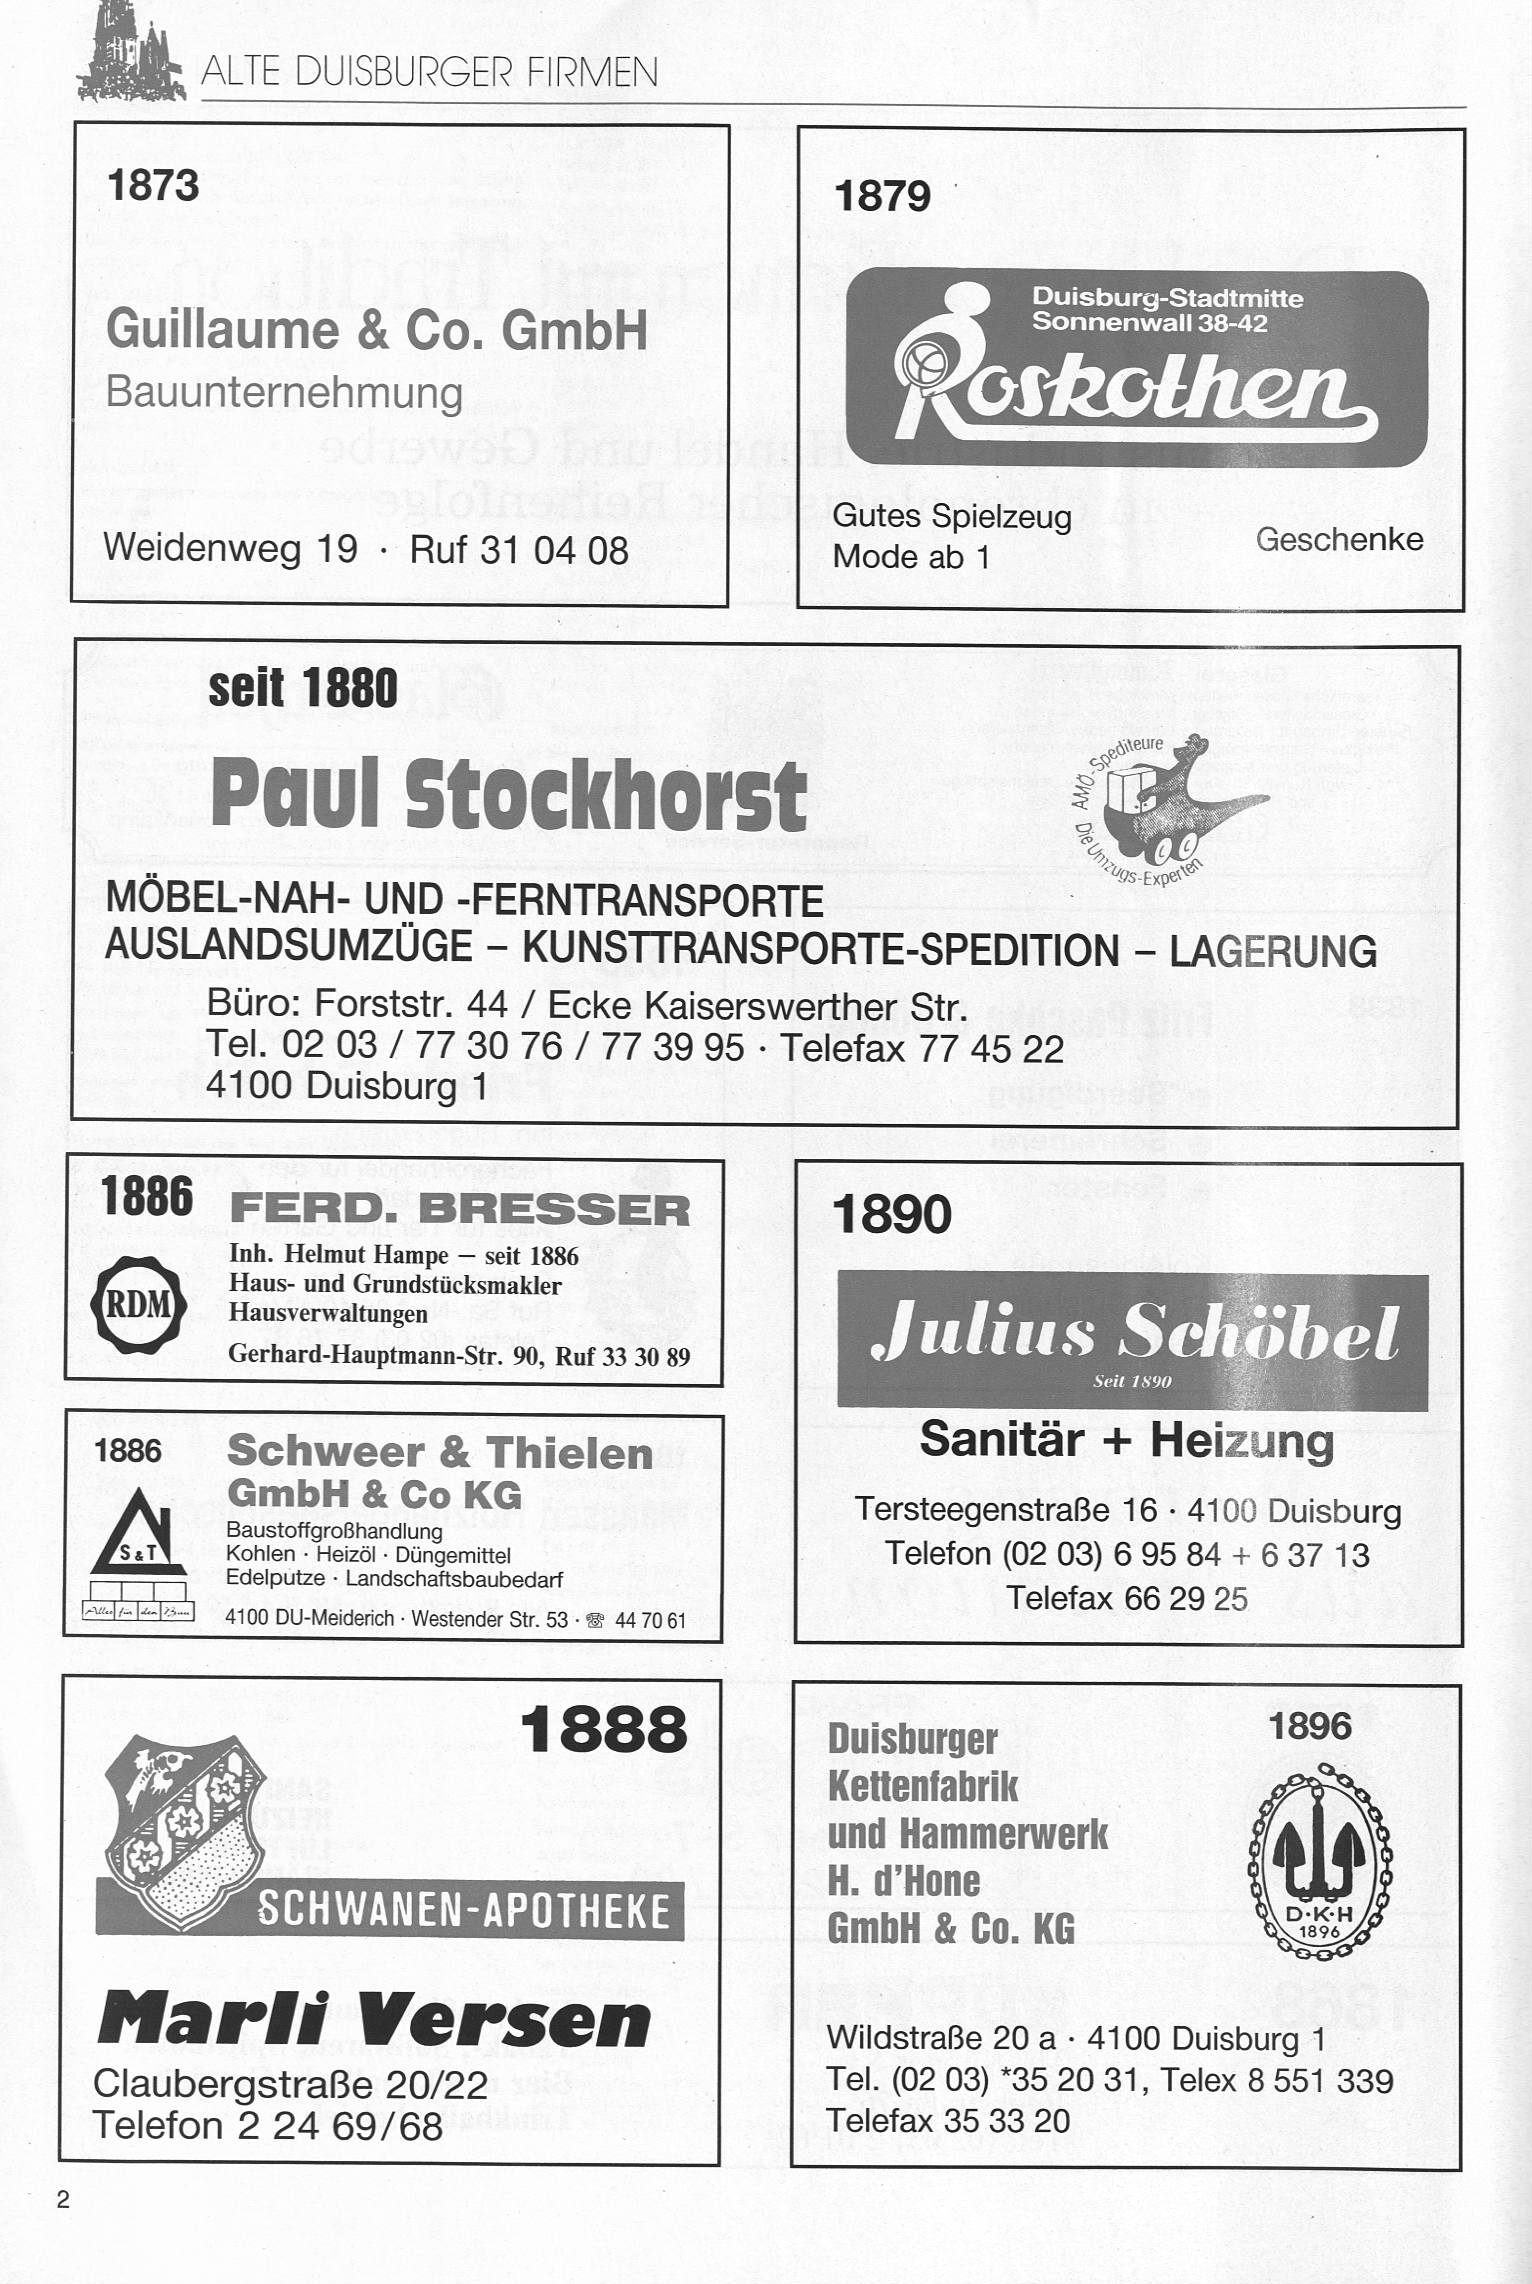 ALTE DUISBURGER FIRMEN
1873
Guillaume & Co. GmbH
Bauunternehmung
Weidenweg 19 · Ruf 31 04 08
1879
Duisburg-Stadtmitte
Sonnenwall 38-42
Roskothen
Gutes Spielzeug
Mode ab 1
Geschenke
seit 1880
Paul Stockhorst
AMÖ-Spediteure
Die Umzugs-Experten
MÖBEL-NAH- UND -FERNTRANSPORTE
AUSLANDSUMZÜGE – KUNSTTRANSPORTE-SPEDITION – LAGERUNG
Büro: Forststr. 44 / Ecke Kaiserswerther Str.
Tel. 02 03 / 77 30 76 / 77 39 95 · Telefax 77 45 22
4100 Duisburg 1
1886
FERD. BRESSER
RDM
Inh. Helmut Hampe – seit 1886
Haus- und Grundstücksmakler
Hausverwaltungen
Gerhard-Hauptmann-Str. 90, Ruf 33 30 89
1886
Schweer & Thielen
GmbH & Co KG
S&T
Alles für den Bau
Baustoffgroßhandlung
Kohlen · Heizöl · Düngemittel
Edelputze · Landschaftsbaubedarf
4100 DU-Meiderich · Westender Str. 53 · ☏ 44 70 61
1890
Julius Schöbel
Seit 1890
Sanitär + Heizung
Tersteegenstraße 16 · 4100 Duisburg
Telefon (02 03) 6 95 84 + 6 37 13
Telefax 66 29 25
1888
SCHWANEN-APOTHEKE
Marli Versen
Claubergstraße 20/22
Telefon 2 24 69/68
1896
Duisburger
Kettenfabrik
und Hammerwerk
H. d'Hone
GmbH & Co. KG
D·K·H
1896
Wildstraße 20 a · 4100 Duisburg 1
Tel. (02 03) *35 20 31, Telex 8 551 339
Telefax 35 33 20
2